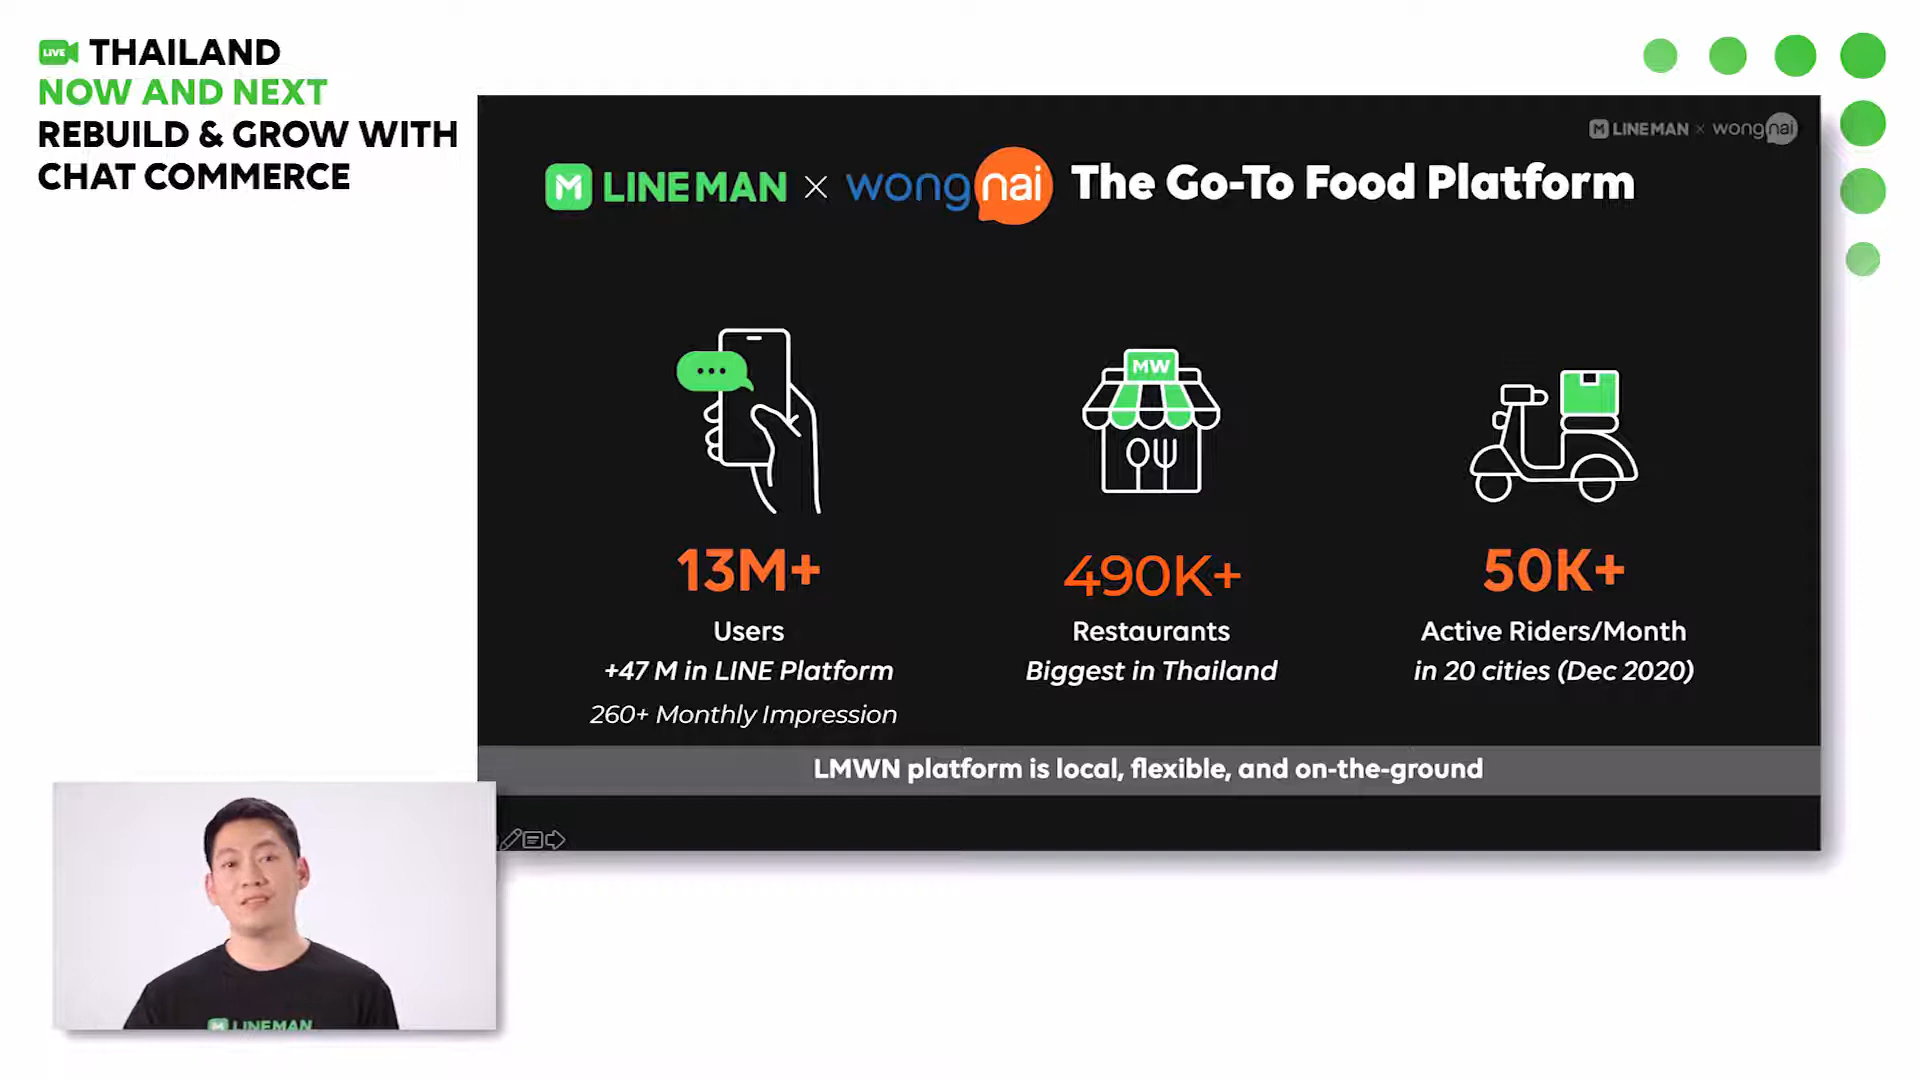 LIVE THAILAND
NOW AND NEXT
REBUILD & GROW WITH
CHAT COMMERCE
LINEMAN × wongnai
LINEMAN × wongnai The Go-To Food Platform
MW
13M+
Users
+47 M in LINE Platform
260+ Monthly Impression
490K+
Restaurants
Biggest in Thailand
50K+
Active Riders/Month
in 20 cities (Dec 2020)
LMWN platform is local, flexible, and on-the-ground
LINEMAN